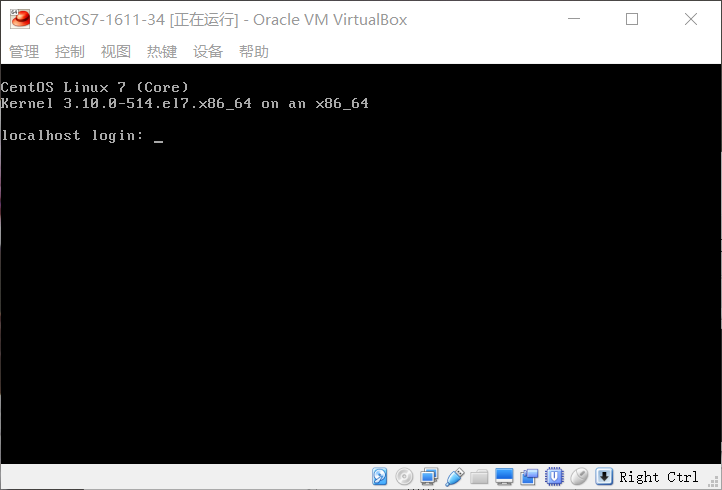 CentOS7-1611-34 [正在运行] - Oracle VM VirtualBox
管理 控制 视图 热键 设备 帮助
CentOS Linux 7 (Core)
Kernel 3.10.0-514.el7.x86_64 on an x86_64
localhost login: _
Right Ctrl